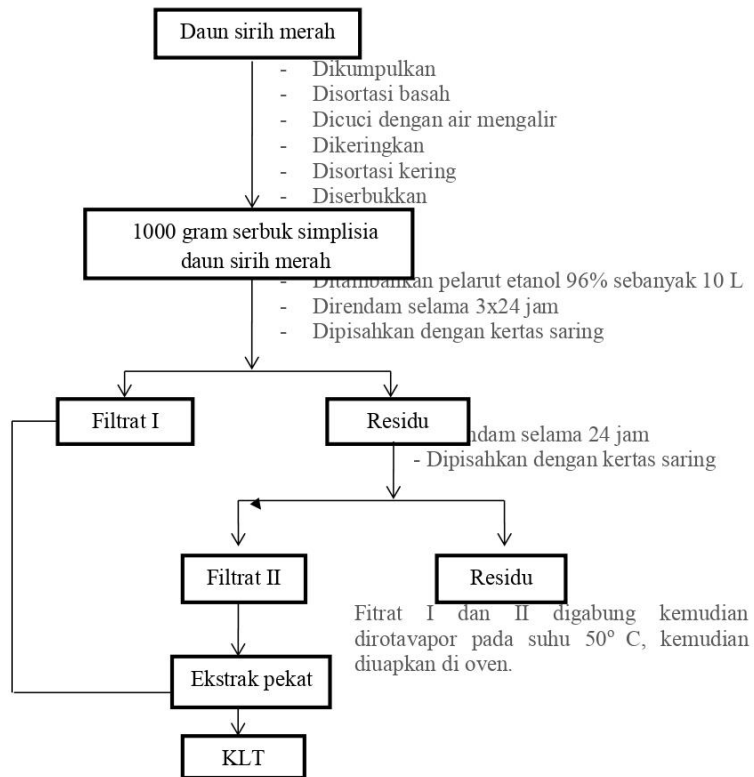 Daun sirih merah
- Dikumpulkan
- Disortasi basah
- Dicuci dengan air mengalir
- Dikeringkan
- Disortasi kering
- Diserbukkan
1000 gram serbuk simplisia
daun sirih merah
- Ditambahkan pelarut etanol 96% sebanyak 10 L
- Direndam selama 3x24 jam
- Dipisahkan dengan kertas saring
Filtrat I
Residu
ndam selama 24 jam
- Dipisahkan dengan kertas saring
Filtrat II
Residu
Fitrat I dan II digabung kemudian
dirotavapor pada suhu 50° C, kemudian
diuapkan di oven.
Ekstrak pekat
KLT